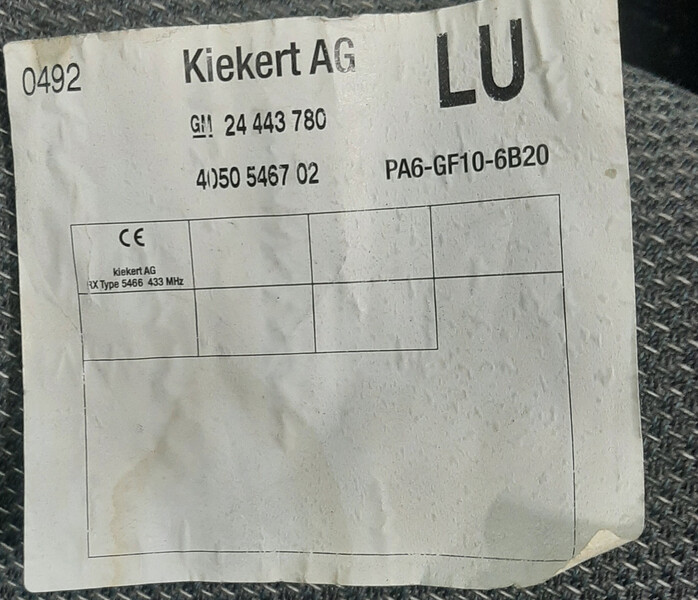 0492
Kiekert AG
LU
GM 24 443 780
4050 5467 02
PA6-GF10-6B20
CE
kiekert AG
RX Type 5466 433 MHz